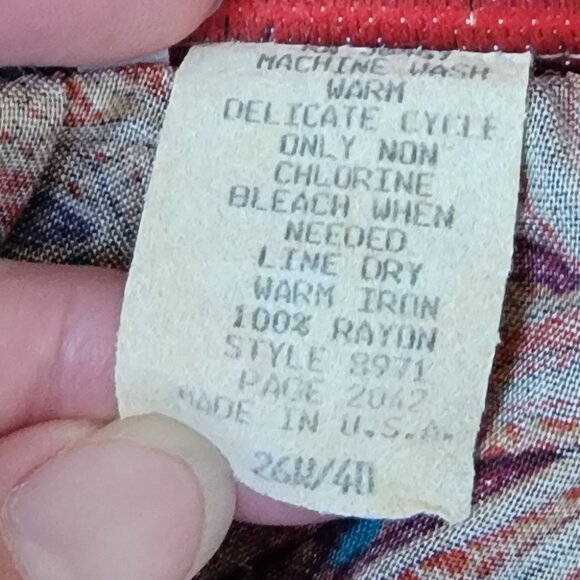 MACHINE WASH
WARM
DELICATE CYCLE
ONLY NON
CHLORINE
BLEACH WHEN
NEEDED
LINE DRY
WARM IRON
100% RAYON
STYLE 8971
PAGE 2042
MADE IN U.S.A.
26W/4D